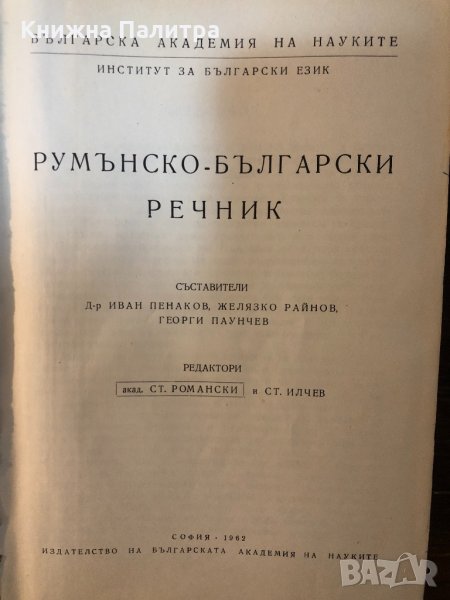 Книжна Палитра
БЪЛГАРСКА АКАДЕМИЯ НА НАУКИТЕ
ИНСТИТУТ ЗА БЪЛГАРСКИ ЕЗИК
РУМЪНСКО-БЪЛГАРСКИ
РЕЧНИК
СЪСТАВИТЕЛИ
Д-р ИВАН ПЕНАКОВ, ЖЕЛЯЗКО РАЙНОВ,
ГЕОРГИ ПАУНЧЕВ
РЕДАКТОРИ
акад. СТ. РОМАНСКИ и СТ. ИЛЧЕВ
СОФИЯ · 1962
ИЗДАТЕЛСТВО НА БЪЛГАРСКАТА АКАДЕМИЯ НА НАУКИТЕ
BAZAR